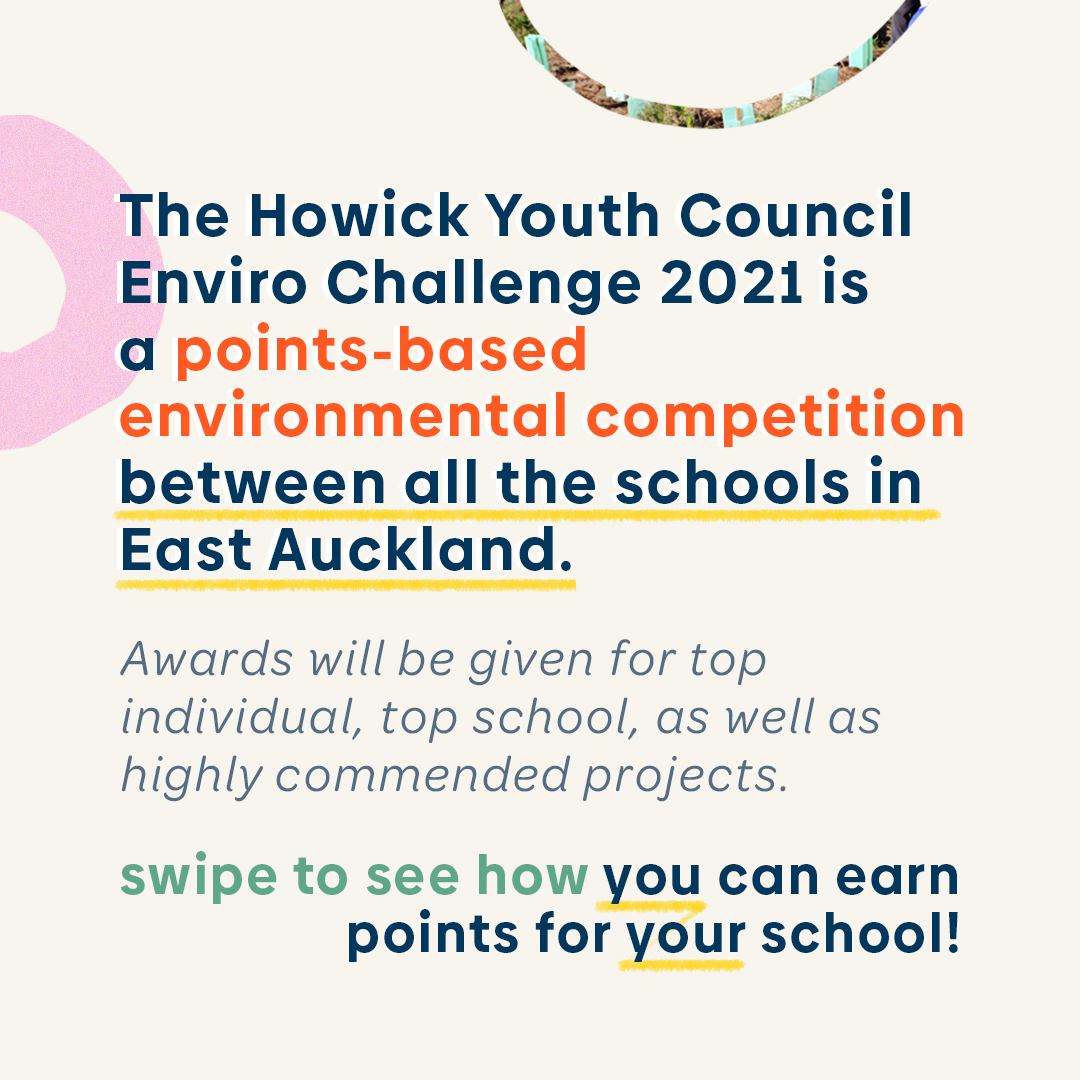 The Howick Youth Council
Enviro Challenge 2021 is
a points-based
environmental competition
between all the schools in
East Auckland.
Awards will be given for top
individual, top school, as well as
highly commended projects.
swipe to see how you can earn
points for your school!